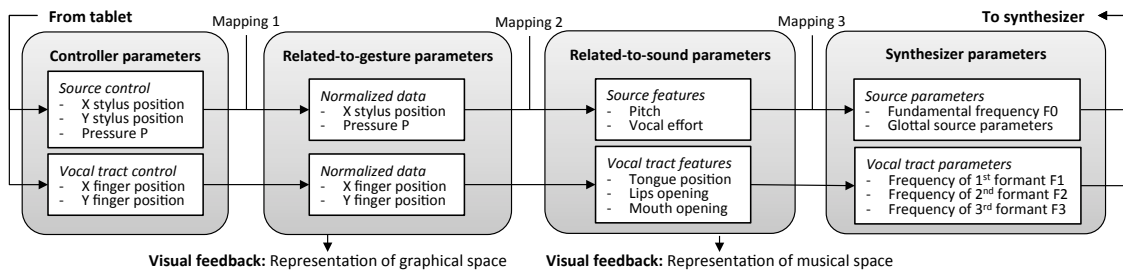 From tablet
Mapping 1
Mapping 2
Mapping 3
To synthesizer
Controller parameters
Source control
- X stylus position
- Y stylus position
- Pressure P
Vocal tract control
- X finger position
- Y finger position
Related-to-gesture parameters
Normalized data
- X stylus position
- Pressure P
Normalized data
- X finger position
- Y finger position
Related-to-sound parameters
Source features
- Pitch
- Vocal effort
Vocal tract features
- Tongue position
- Lips opening
- Mouth opening
Synthesizer parameters
Source parameters
- Fundamental frequency F0
- Glottal source parameters
Vocal tract parameters
- Frequency of 1st formant F1
- Frequency of 2nd formant F2
- Frequency of 3rd formant F3
Visual feedback: Representation of graphical space
Visual feedback: Representation of musical space